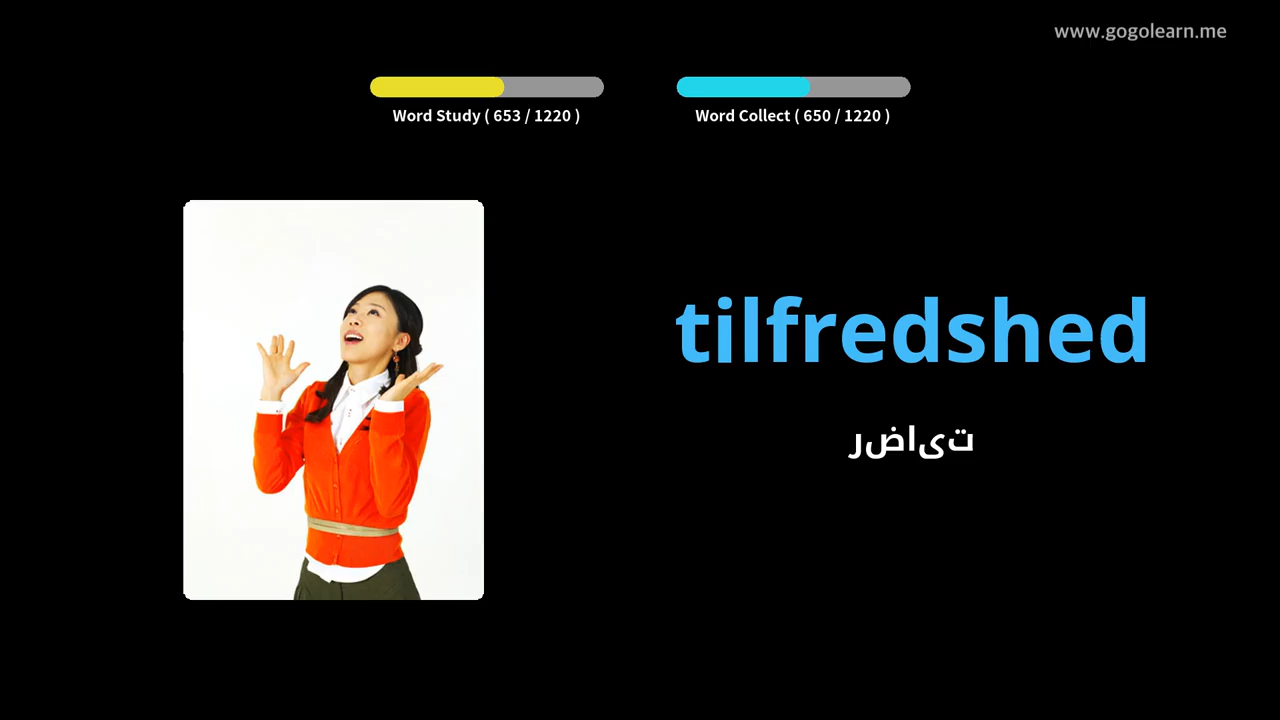 www.gogolearn.me
Word Study ( 653 / 1220 )
Word Collect ( 650 / 1220 )
tilfredshed
رضایت